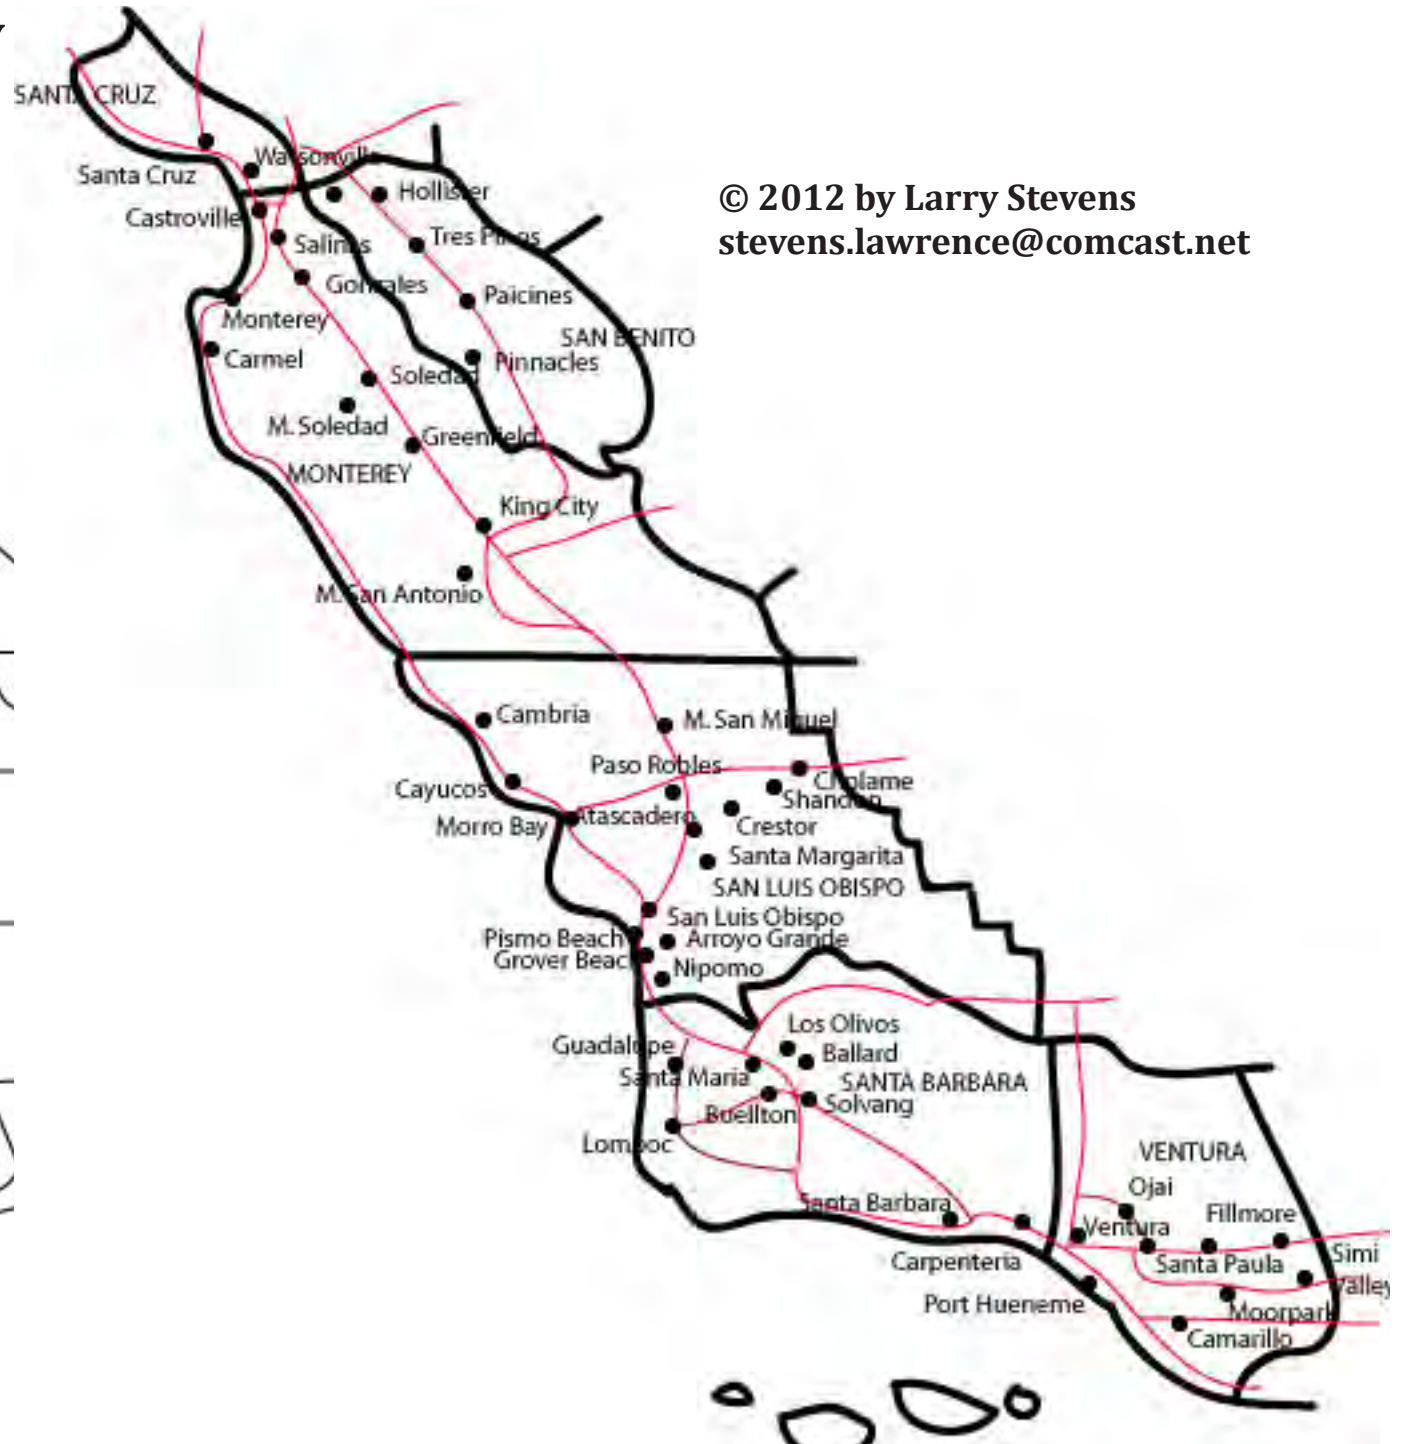 SANTA CRUZ
Watsonville
Santa Cruz
Hollister
© 2012 by Larry Stevens
Castroville
stevens.lawrence@comcast.net
Salinas
Tres Pinos
Gonzales
Paicines
Monterey
SAN BENITO
Carmel
Pinnacles
Soledad
M. Soledad
Greenfield
MONTEREY
King City
M. San Antonio
Cambria
M. San Miguel
Paso Robles
Cholame
Cayucos
Shandon
Atascadero
Morro Bay
Crestor
Santa Margarita
SAN LUIS OBISPO
San Luis Obispo
Pismo Beach
Arroyo Grande
Grover Beach
Nipomo
Los Olivos
Guadalupe
Ballard
Santa Maria
SANTA BARBARA
Solvang
Buellton
Lompoc
VENTURA
Ojai
Santa Barbara
Fillmore
Ventura
Simi
Valley
Carpenteria
Santa Paula
Port Hueneme
Moorpark
Camarillo